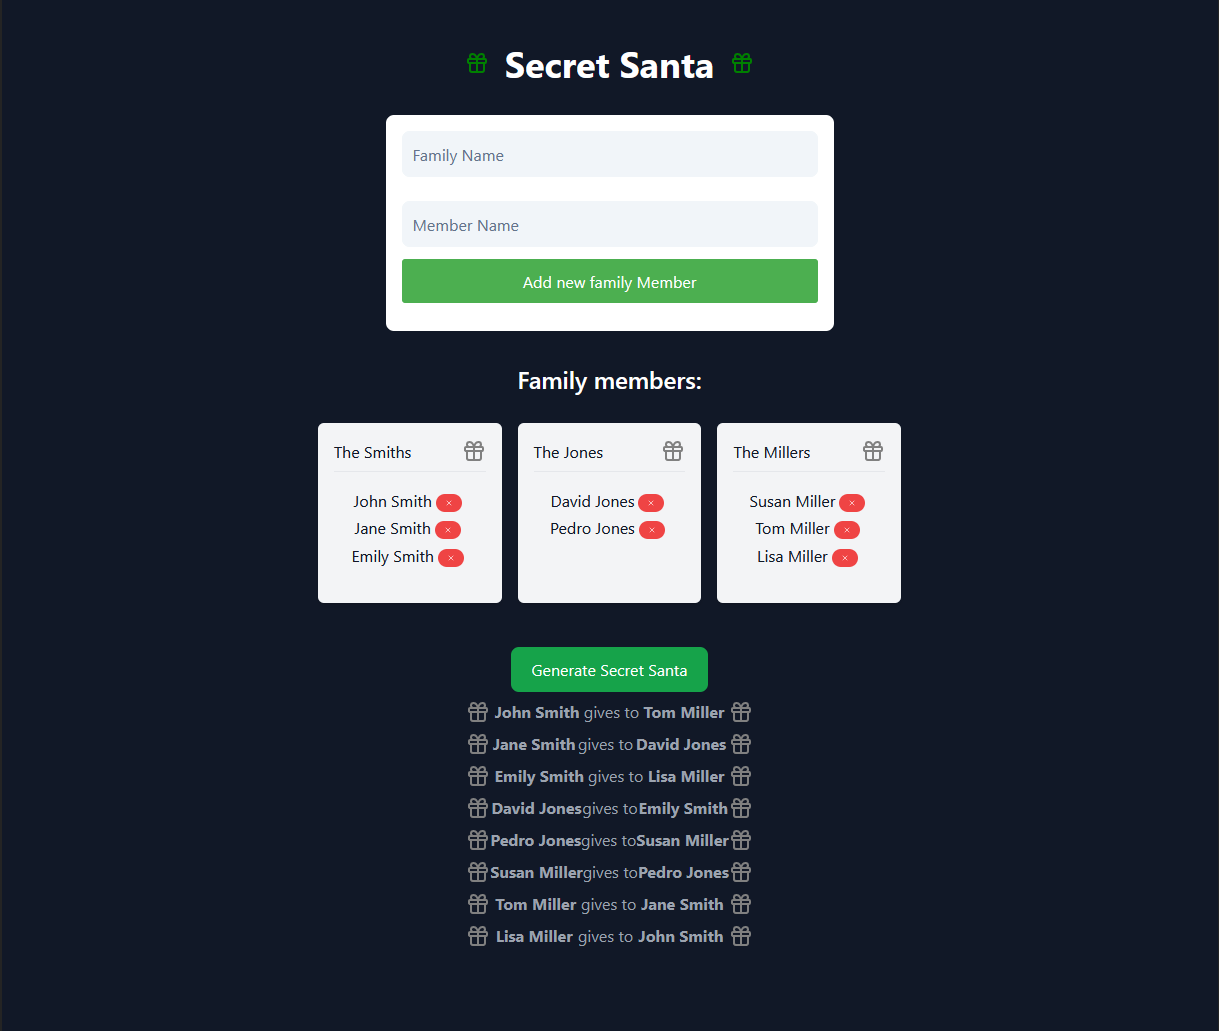 Secret Santa
Family Name
Member Name
Add new family Member
Family members:
The Smiths
John Smith ×
Jane Smith ×
Emily Smith ×
The Jones
David Jones ×
Pedro Jones ×
The Millers
Susan Miller ×
Tom Miller ×
Lisa Miller ×
Generate Secret Santa
John Smith gives to Tom Miller
Jane Smith gives to David Jones
Emily Smith gives to Lisa Miller
David Jones gives to Emily Smith
Pedro Jones gives to Susan Miller
Susan Miller gives to Pedro Jones
Tom Miller gives to Jane Smith
Lisa Miller gives to John Smith